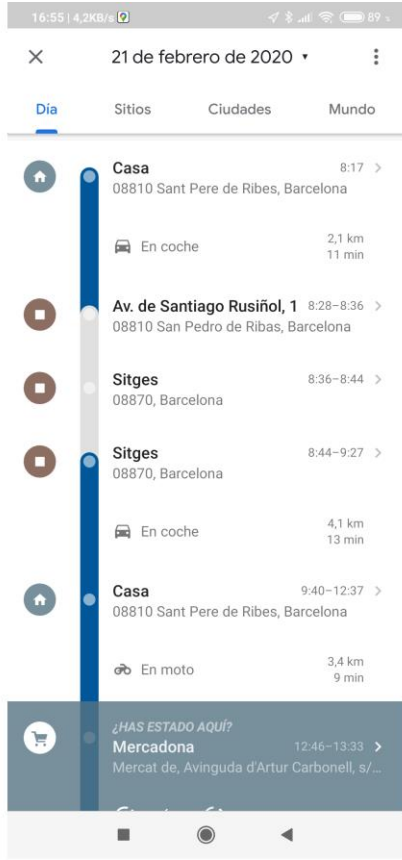 16:55 | 4,2KB/s 89
21 de febrero de 2020
Día Sitios Ciudades Mundo
Casa 8:17
08810 Sant Pere de Ribes, Barcelona
En coche 2,1 km
11 min
Av. de Santiago Rusiñol, 1 8:28–8:36
08810 San Pedro de Ribas, Barcelona
Sitges 8:36–8:44
08870, Barcelona
Sitges 8:44–9:27
08870, Barcelona
En coche 4,1 km
13 min
Casa 9:40–12:37
08810 Sant Pere de Ribes, Barcelona
En moto 3,4 km
9 min
¿HAS ESTADO AQUÍ?
Mercadona 12:46–13:33
Mercat de, Avinguda d'Artur Carbonell, s/...